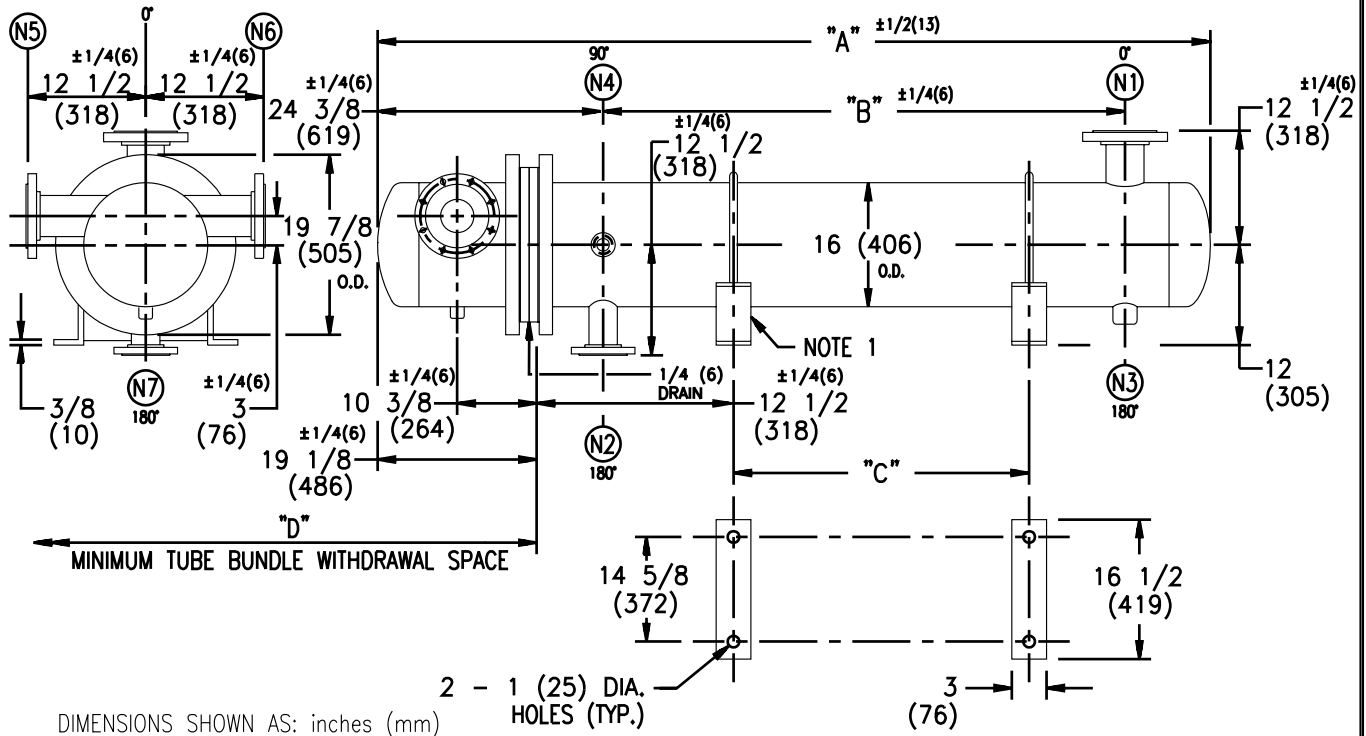 N5
0°
N6
±1/4(6)
±1/4(6)
12 1/2
(318)
12 1/2
(318)
±1/4(6)
24 3/8
(619)
"A" ±1/2(13)
90°
N4
0°
N1
"B" ±1/4(6)
±1/4(6)
12 1/2
(318)
±1/4(6)
12 1/2
(318)
19 7/8
(505)
O.D.
16 (406)
O.D.
NOTE 1
3/8
(10)
N7
180°
±1/4(6)
3
(76)
±1/4(6)
10 3/8
(264)
1/4 (6)
DRAIN
±1/4(6)
12 1/2
(318)
N3
180°
12
(305)
±1/4(6)
19 1/8
(486)
N2
180°
"C"
"D"
MINIMUM TUBE BUNDLE WITHDRAWAL SPACE
14 5/8
(372)
16 1/2
(419)
2 - 1 (25) DIA.
HOLES (TYP.)
3
(76)
DIMENSIONS SHOWN AS: inches (mm)